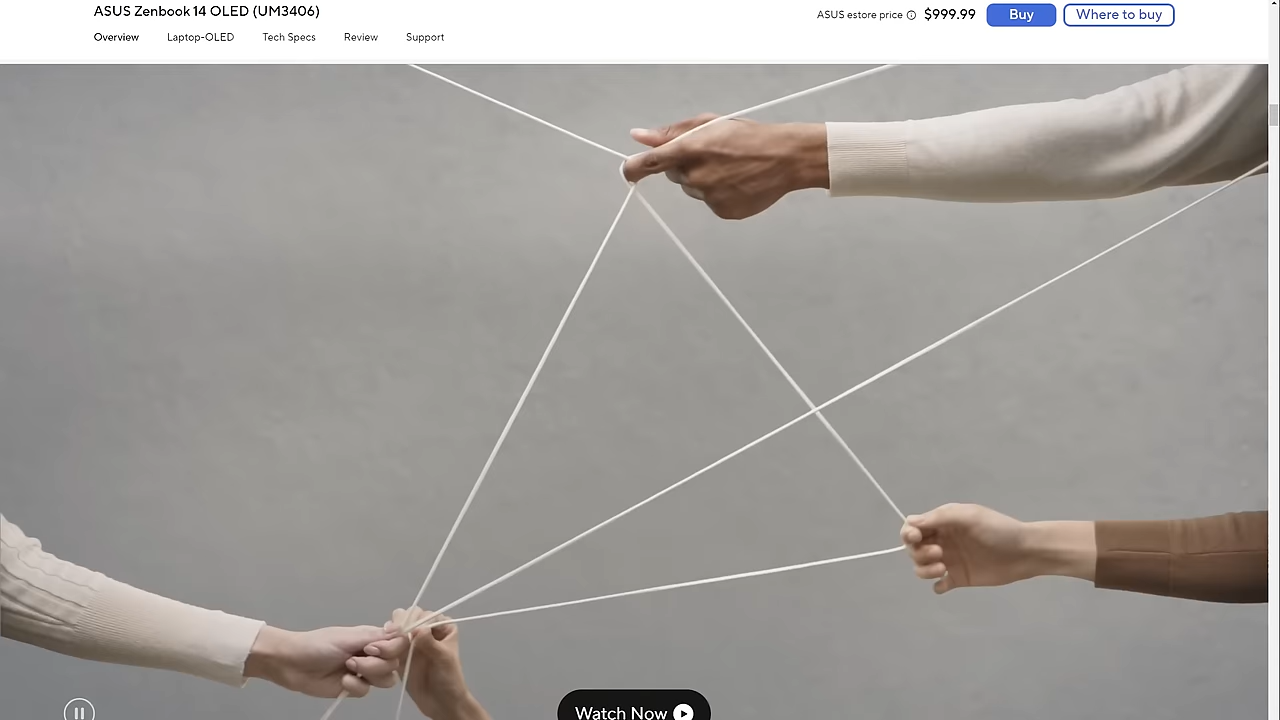 ASUS Zenbook 14 OLED (UM3406)
ASUS estore price $999.99 Buy Where to buy
Overview Laptop-OLED Tech Specs Review Support
Watch Now